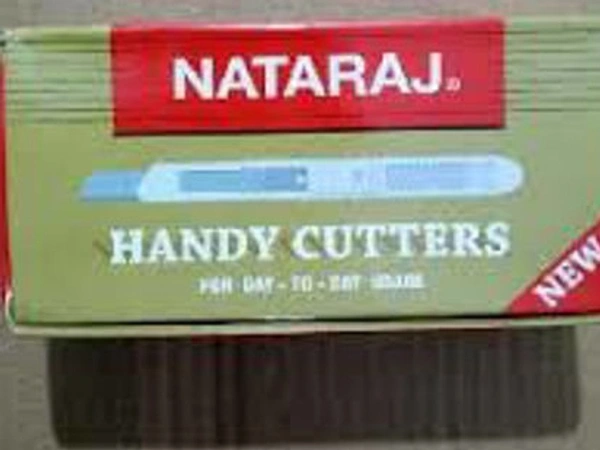 NATARAJ®
HANDY CUTTERS
FOR DAY-TO-DAY USAGE
NEW